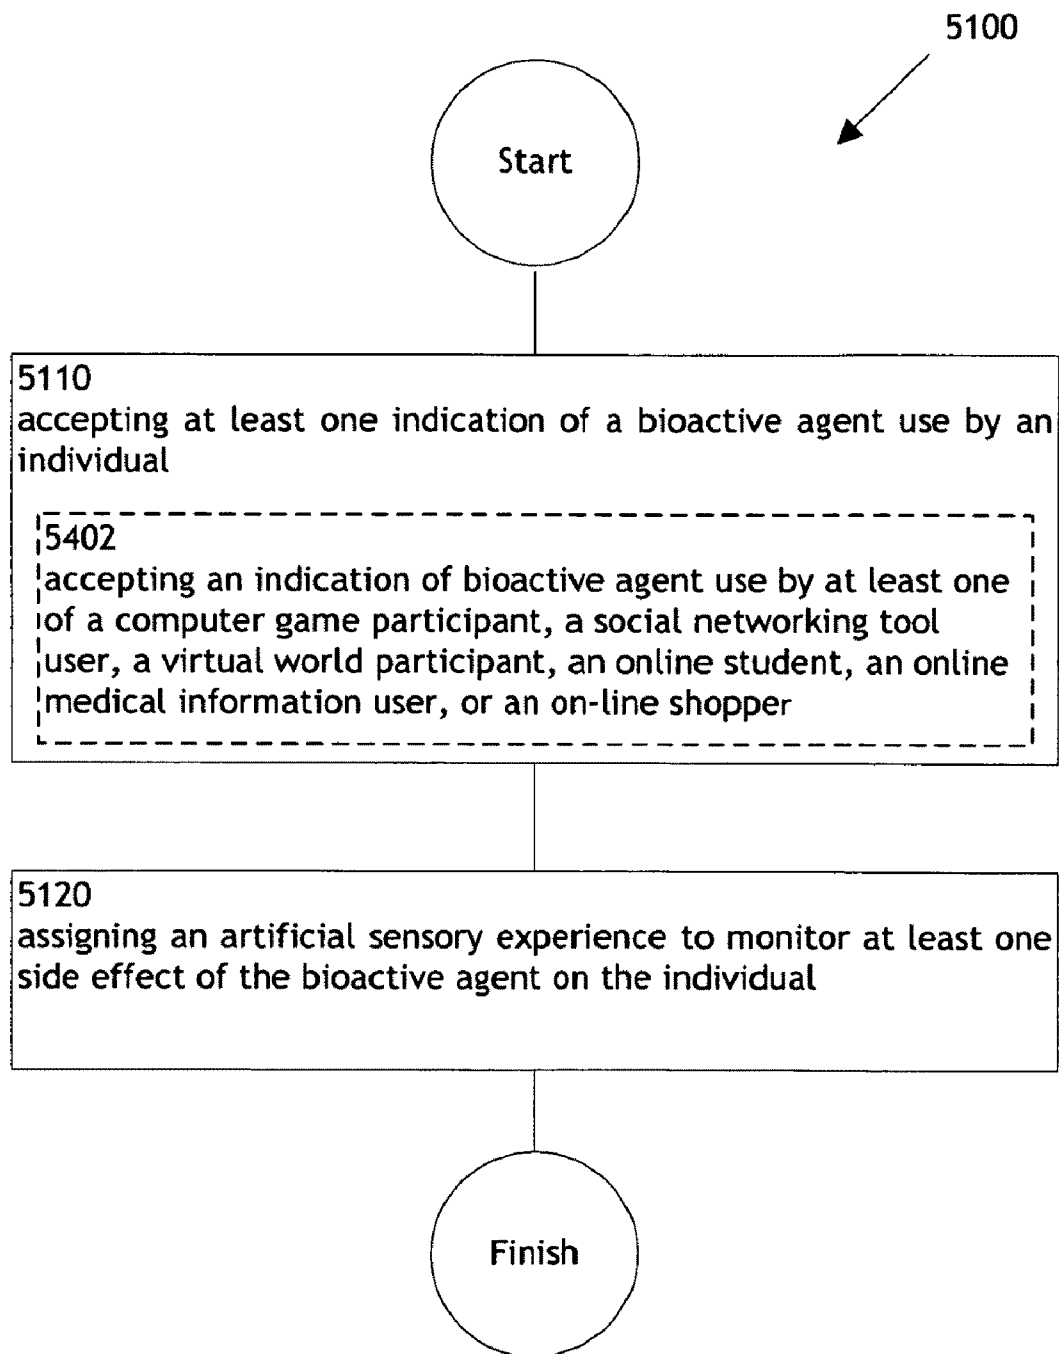 5100
Start
5110
accepting at least one indication of a bioactive agent use by an
individual
5402
accepting an indication of bioactive agent use by at least one
of a computer game participant, a social networking tool
user, a virtual world participant, an online student, an online
medical information user, or an on-line shopper
5120
assigning an artificial sensory experience to monitor at least one
side effect of the bioactive agent on the individual
Finish